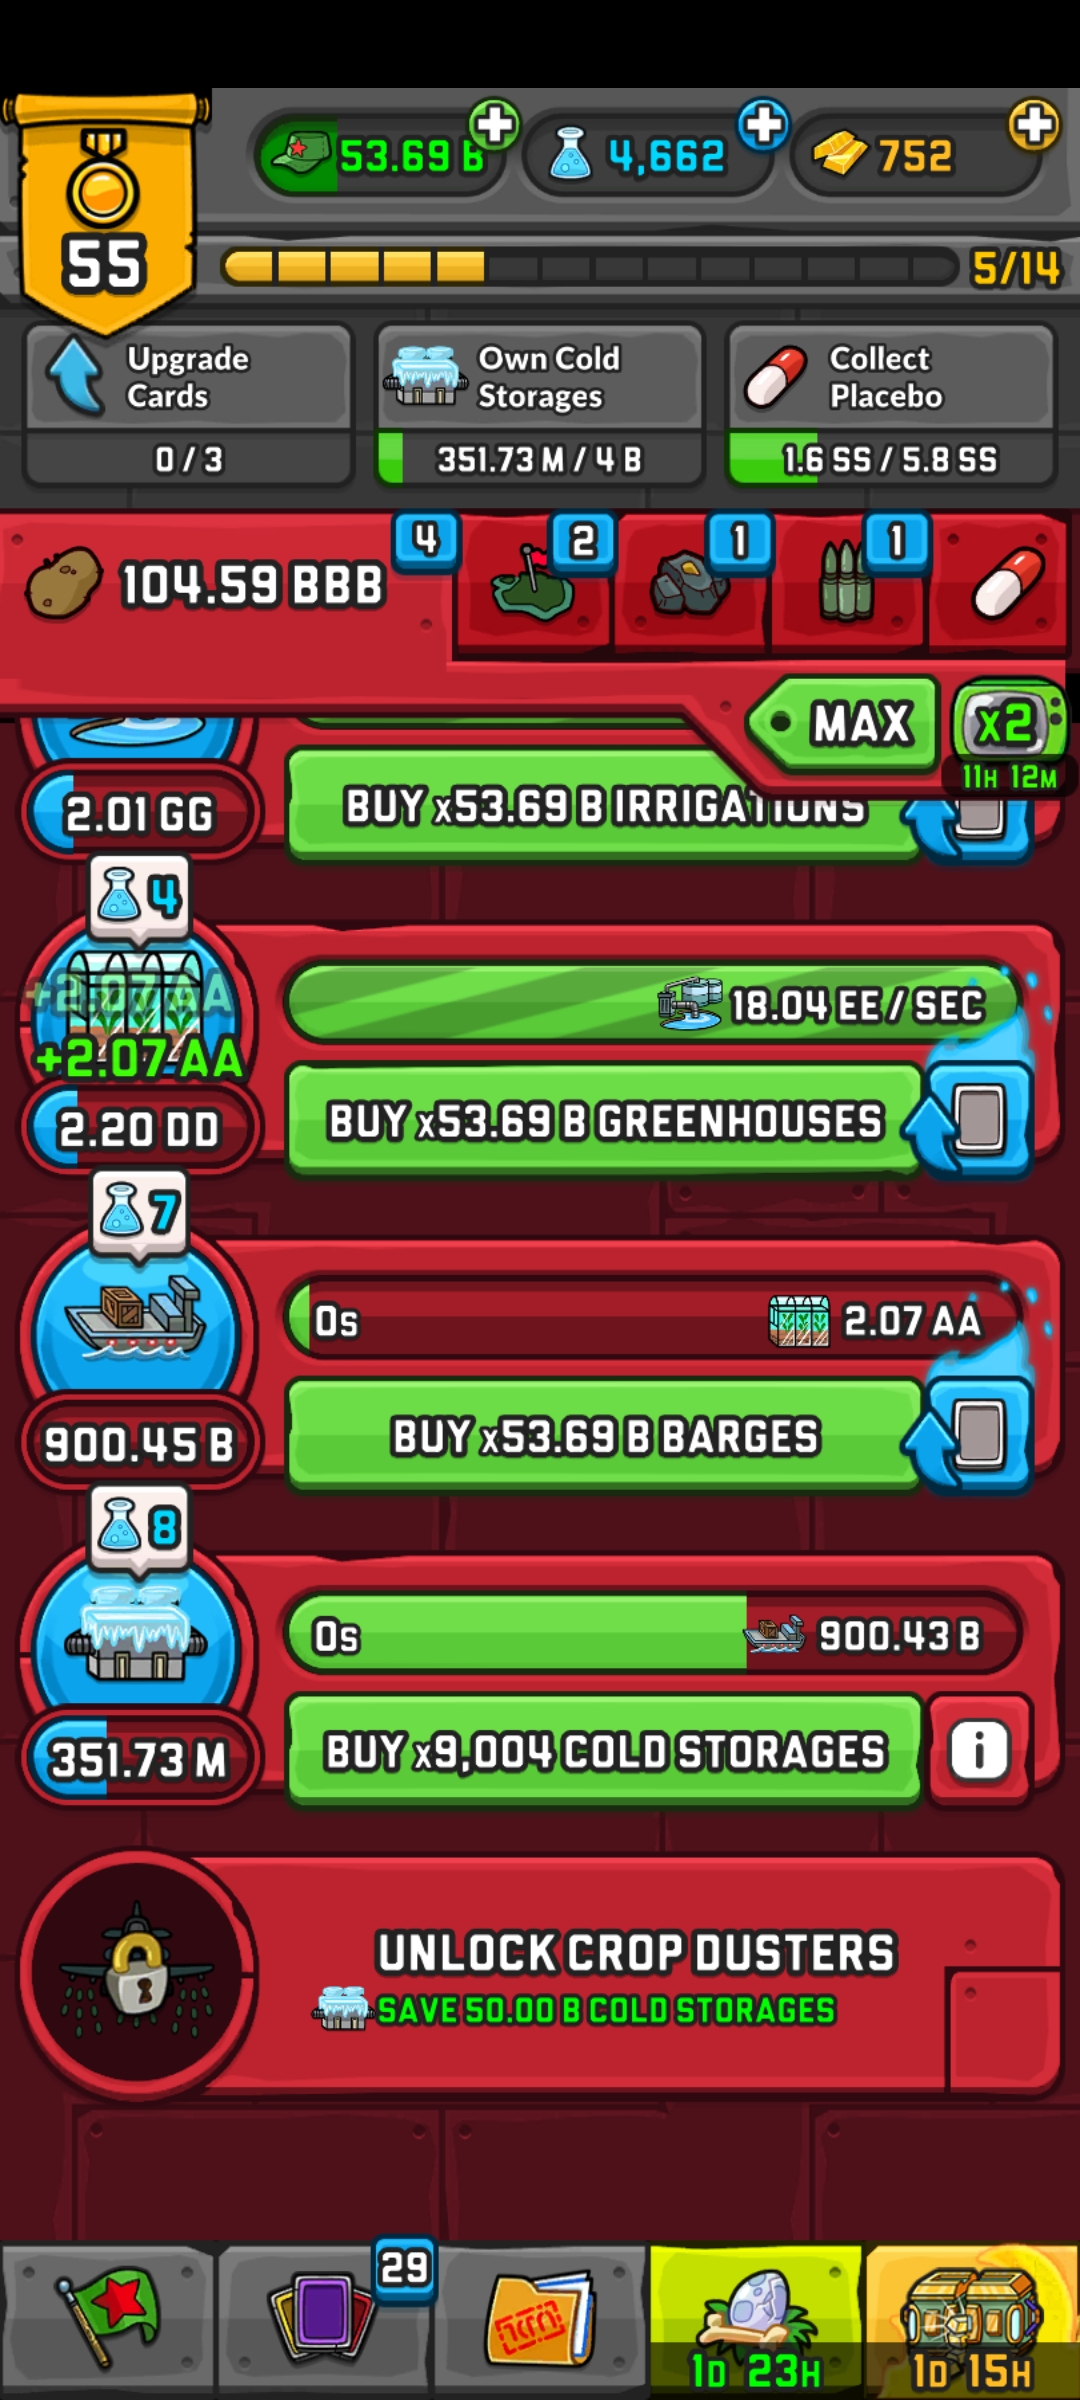 53.69 B
4,662
752
55
5/14
Upgrade
Cards
0 / 3
Own Cold
Storages
351.73 M / 4 B
Collect
Placebo
1.6 SS / 5.8 SS
104.59 BBB
4
2
1
1
MAX
x2
11H 12M
2.01 GG
BUY x53.69 B IRRIGATIONS
4
+2.07 AA
+2.07 AA
2.20 DD
18.04 EE / SEC
BUY x53.69 B GREENHOUSES
7
900.45 B
0s
2.07 AA
BUY x53.69 B BARGES
8
351.73 M
0s
900.43 B
BUY x9,004 COLD STORAGES
i
UNLOCK CROP DUSTERS
SAVE 50.00 B COLD STORAGES
29
1D 23H
1D 15H